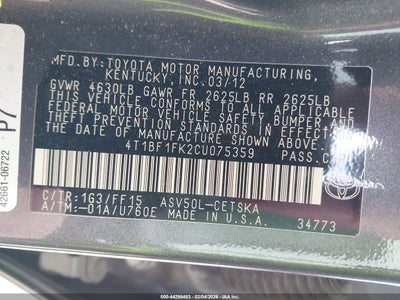 MFD. BY: TOYOTA MOTOR MANUFACTURING,
KENTUCKY, INC. 03/12
GVWR 4630LB GAWR FR 2625LB RR 2625LB
THIS VEHICLE CONFORMS TO ALL APPLICABLE
FEDERAL MOTOR VEHICLE SAFETY, BUMPER, AND
THEFT PREVENTION STANDARDS IN EFFECT ON
THE DATE OF MANUFACTURE SHOWN ABOVE.
4T1BF1FK2CU075359 PASS.CAR
C/TR: 1G3/FF15 ASV50L-CETSKA
A/TM:-01A/U760E MADE IN U.S.A.
34773
TOYOTA
P7
42661-06722
44-44298483 - 02/04/2026 - IAA